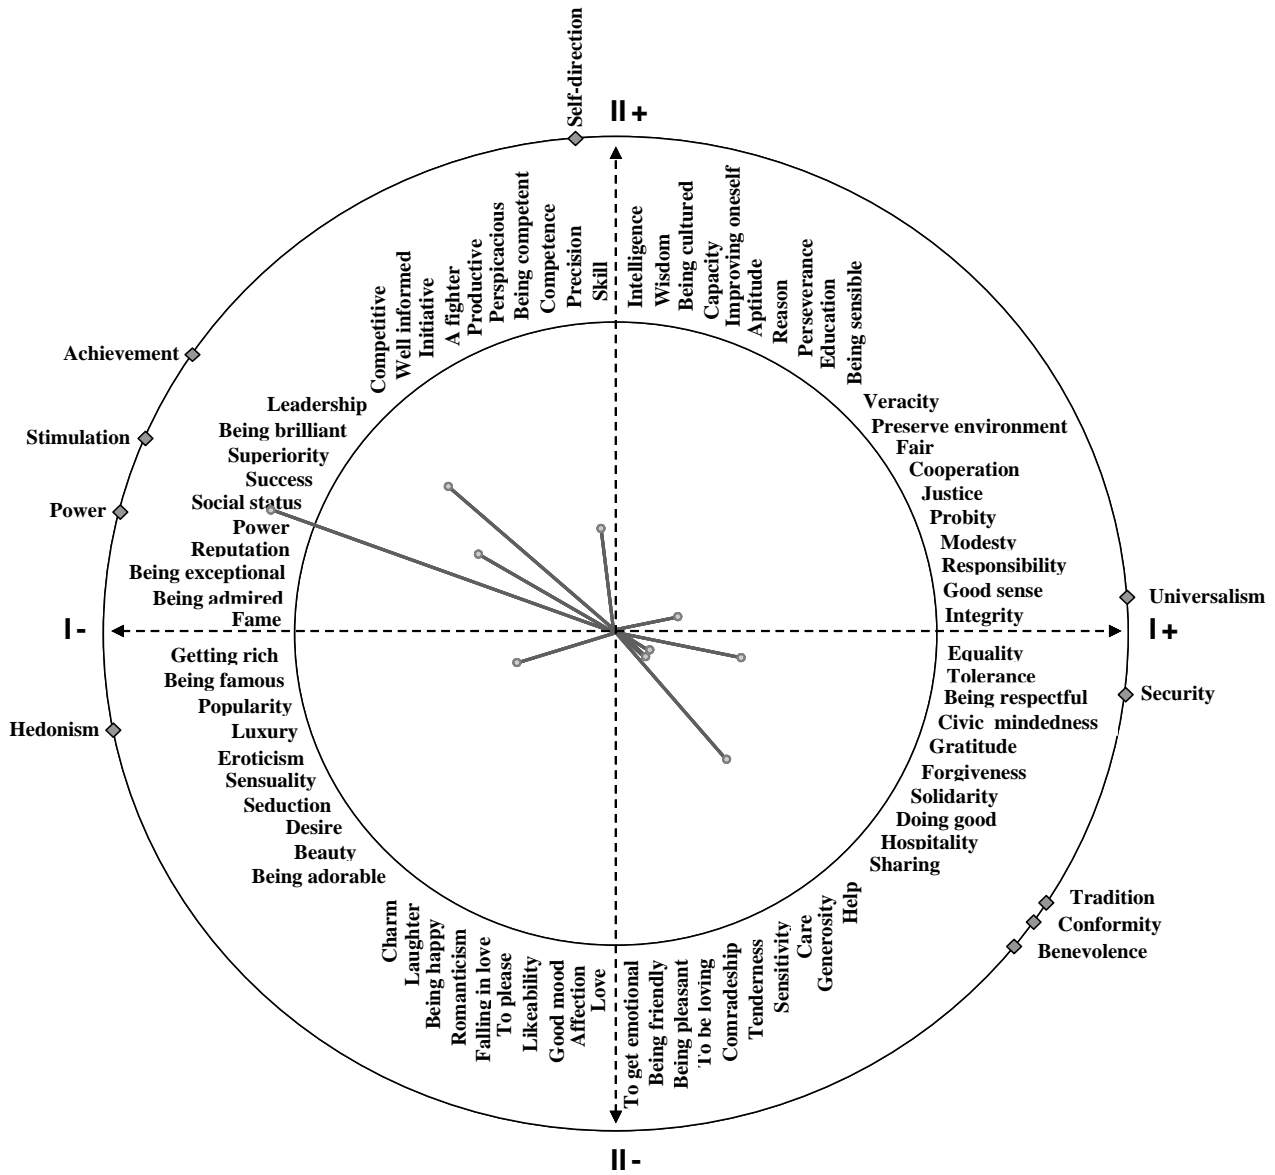 Self-direction
II+
Competitive
Well informed
Initiative
A fighter
Productive
Perspicacious
Being competent
Competence
Precision
Skill
Intelligence
Wisdom
Being cultured
Capacity
Improving oneself
Aptitude
Reason
Perseverance
Education
Being sensible
Achievement
Stimulation
Power
Leadership
Being brilliant
Superiority
Success
Social status
Power
Reputation
Being exceptional
Being admired
Fame
Veracity
Preserve environment
Fair
Cooperation
Justice
Probity
Modesty
Responsibility
Good sense
Integrity
Universalism
I-
I+
Getting rich
Being famous
Popularity
Luxury
Eroticism
Sensuality
Seduction
Desire
Beauty
Being adorable
Hedonism
Equality
Tolerance
Being respectful
Civic mindedness
Gratitude
Forgiveness
Solidarity
Doing good
Hospitality
Sharing
Security
Tradition
Conformity
Benevolence
Charm
Laughter
Being happy
Romanticism
Falling in love
To please
Likeability
Good mood
Affection
Love
To get emotional
Being friendly
Being pleasant
To be loving
Comradeship
Tenderness
Sensitivity
Care
Generosity
Help
II-